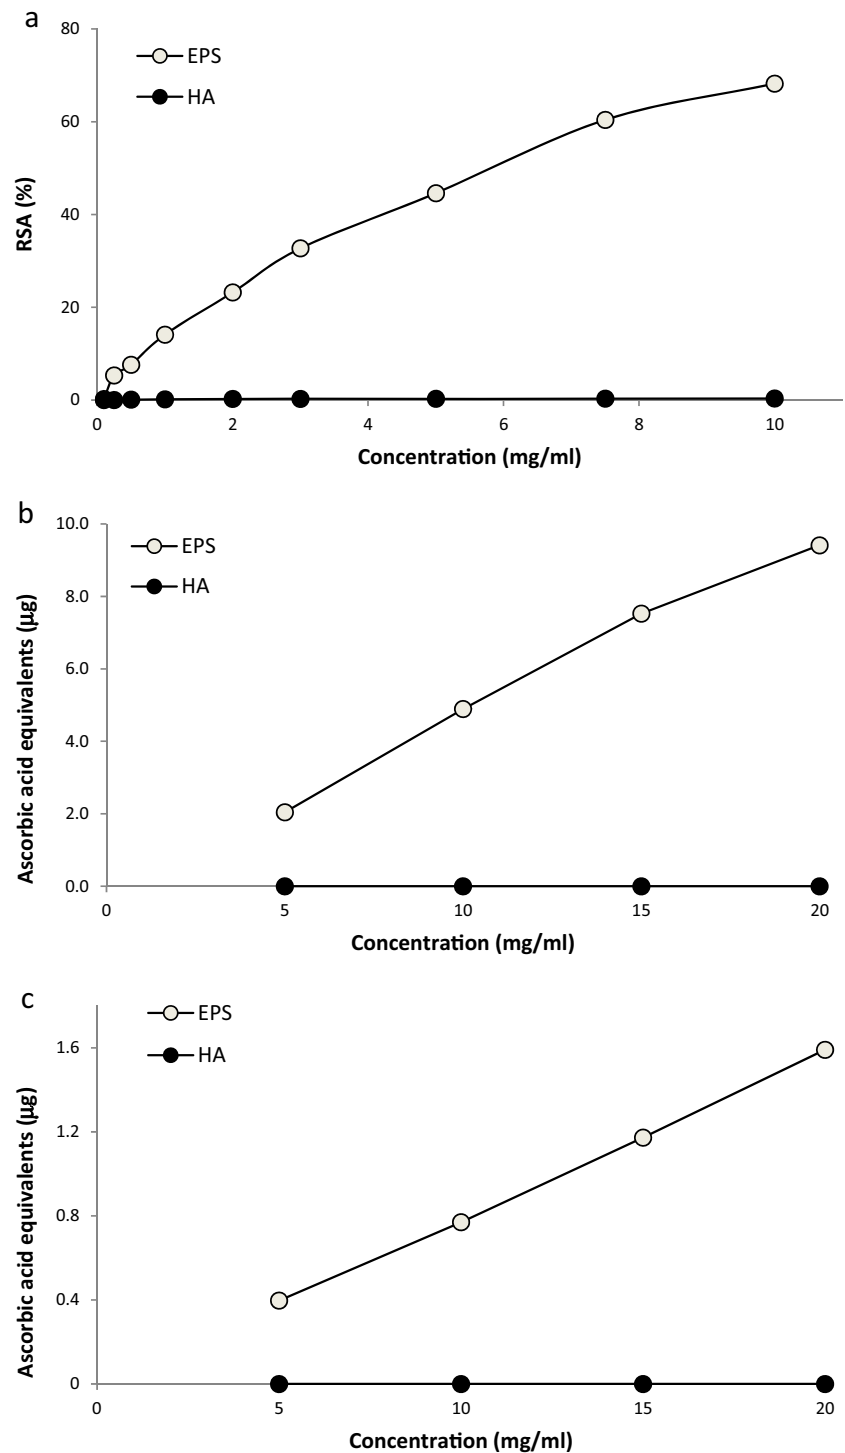 a
80
60
40
20
0
RSA (%)
EPS
HA
0 2 4 6 8 10
Concentration (mg/ml)
b
10.0
8.0
6.0
4.0
2.0
0.0
Ascorbic acid equivalents (µg)
EPS
HA
0 5 10 15 20
Concentration (mg/ml)
c
1.6
1.2
0.8
0.4
0
Ascorbic acid equivalents (µg)
EPS
HA
0 5 10 15 20
Concentration (mg/ml)